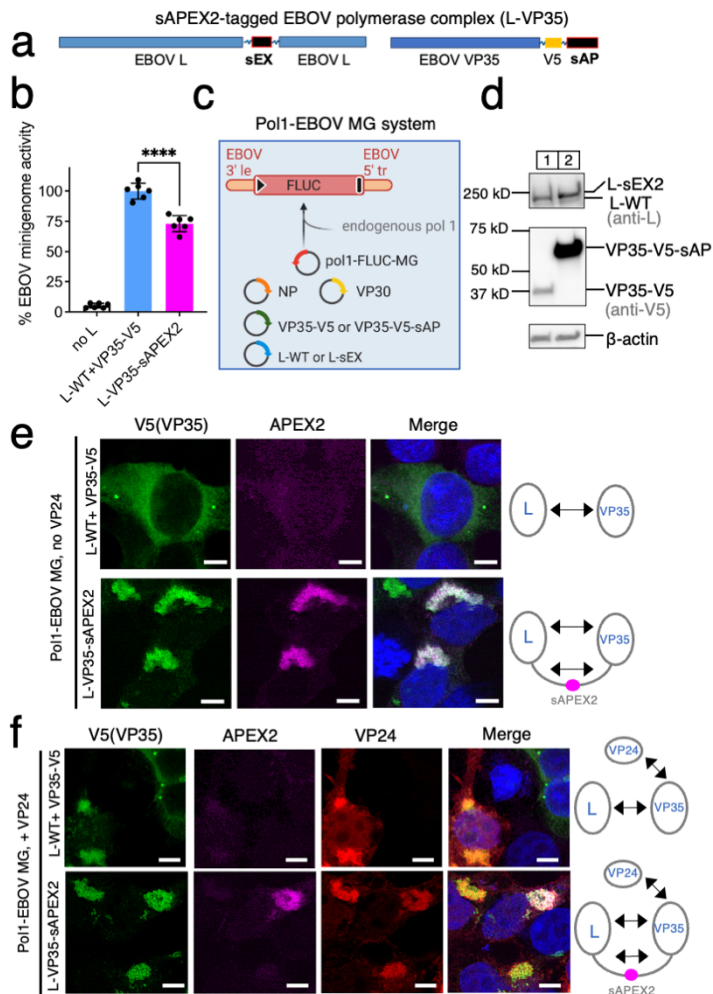 sAPEX2-tagged EBOV polymerase complex (L-VP35)
a
EBOV L
sEX
EBOV L
EBOV VP35
V5
sAP
b
% EBOV minigenome activity
100
75
50
25
0
****
no L
L-WT+VP35-V5
L-VP35-sAPEX2
c
Pol1-EBOV MG system
EBOV
3' le
EBOV
5' tr
FLUC
endogenous pol 1
pol1-FLUC-MG
NP
VP30
VP35-V5 or VP35-V5-sAP
L-WT or L-sEX
d
1 2
250 kD
L-sEX2
L-WT
(anti-L)
75 kD
50 kD
37 kD
VP35-V5-sAP
VP35-V5
(anti-V5)
β-actin
e
V5(VP35)
APEX2
Merge
Pol1-EBOV MG, no VP24
L-WT+ VP35-V5
L
VP35
L-VP35-sAPEX2
L
VP35
sAPEX2
f
V5(VP35)
APEX2
VP24
Merge
Pol1-EBOV MG, + VP24
L-WT+ VP35-V5
VP24
L
VP35
L-VP35-sAPEX2
VP24
L
VP35
sAPEX2